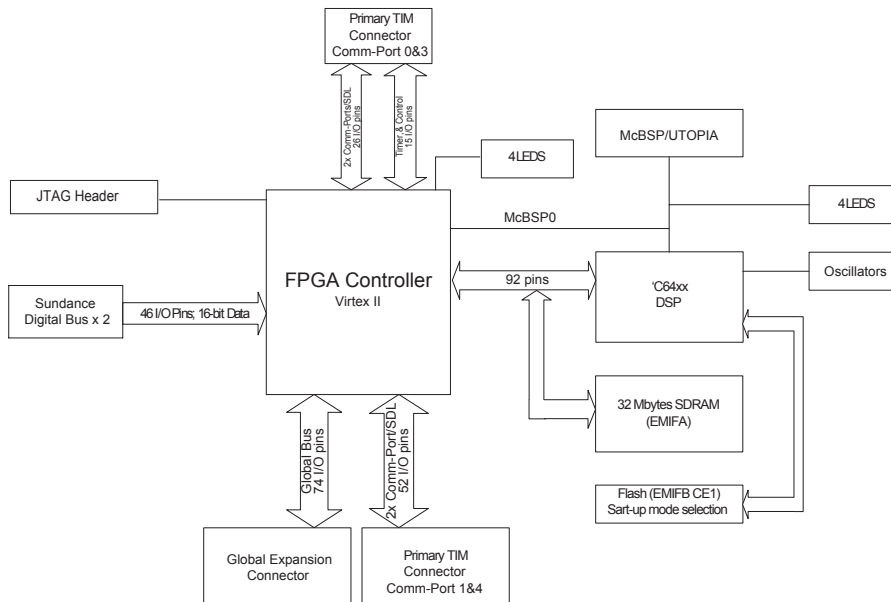 Primary TIM
Connector
Comm-Port 0&3
2x Comm-Ports/SDL
26 I/O pins
Timer & Control
15 I/O pins
4LEDS
McBSP/UTOPIA
JTAG Header
4LEDS
McBSP0
FPGA Controller
Virtex II
92 pins
'C64xx
DSP
Oscillators
Sundance
Digital Bus x 2
46 I/O Pins; 16-bit Data
32 Mbytes SDRAM
(EMIFA)
Global Bus
74 I/O pins
2x Comm-Port/SDL
52 I/O pins
Flash (EMIFB CE1)
Sart-up mode selection
Global Expansion
Connector
Primary TIM
Connector
Comm-Port 1&4